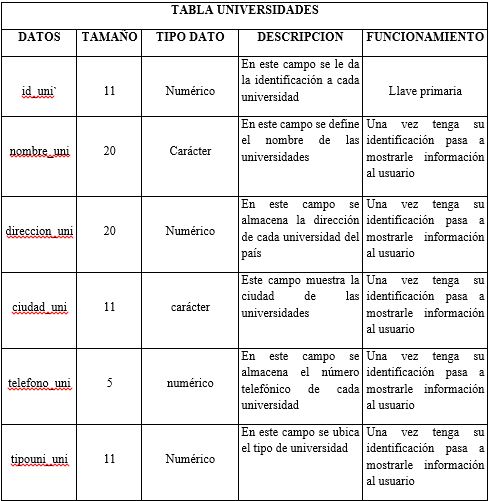 TABLA UNIVERSIDADES
DATOS TAMAÑO TIPO DATO DESCRIPCION FUNCIONAMIENTO
id_uni` 11 Numérico
En este campo se le da
la identificación a cada
universidad
Llave primaria
nombre_uni 20 Carácter
En este campo se define
el nombre de las
universidades
Una vez tenga su
identificación pasa a
mostrarle información
al usuario
direccion_uni 20 Numérico
En este campo se
almacena la dirección
de cada universidad del
país
Una vez tenga su
identificación pasa a
mostrarle información
al usuario
ciudad_uni 11 carácter
Este campo muestra la
ciudad de las
universidades
Una vez tenga su
identificación pasa a
mostrarle información
al usuario
telefono_uni 5 numérico
En este campo se
almacena el número
telefónico de cada
universidad
Una vez tenga su
identificación pasa a
mostrarle información
al usuario
tipouni_uni 11 Numérico
En este campo se ubica
el tipo de universidad
Una vez tenga su
identificación pasa a
mostrarle información
al usuario